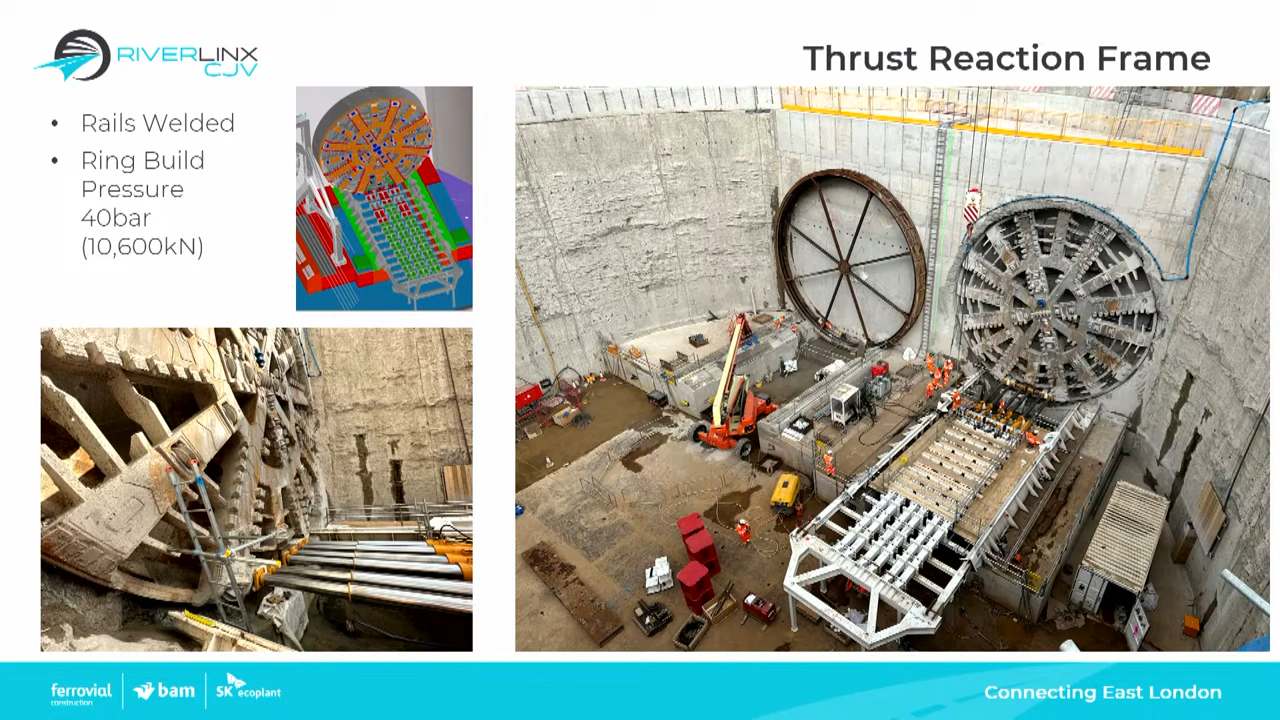 RIVERLINX
CJV
Thrust Reaction Frame
• Rails Welded
• Ring Build
Pressure
40bar
(10,600kN)
ferrovial
construction
bam
SK ecoplant
Connecting East London